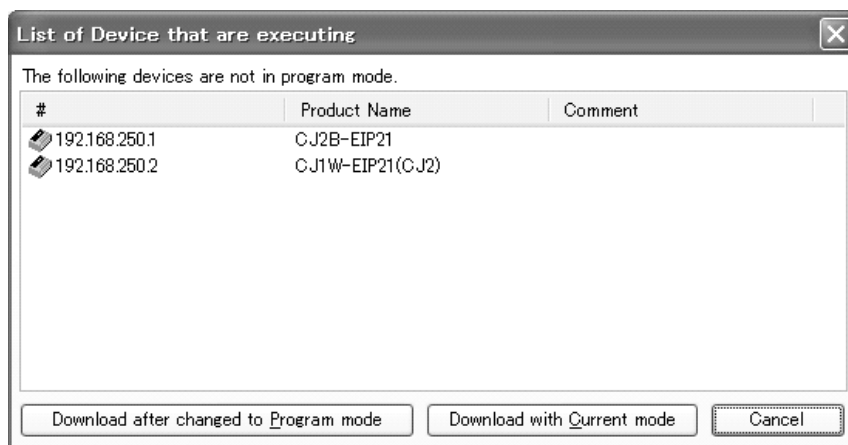 List of Device that are executing
The following devices are not in program mode.
# Product Name Comment
192.168.250.1 CJ2B-EIP21
192.168.250.2 CJ1W-EIP21(CJ2)
Download after changed to Program mode Download with Current mode Cancel